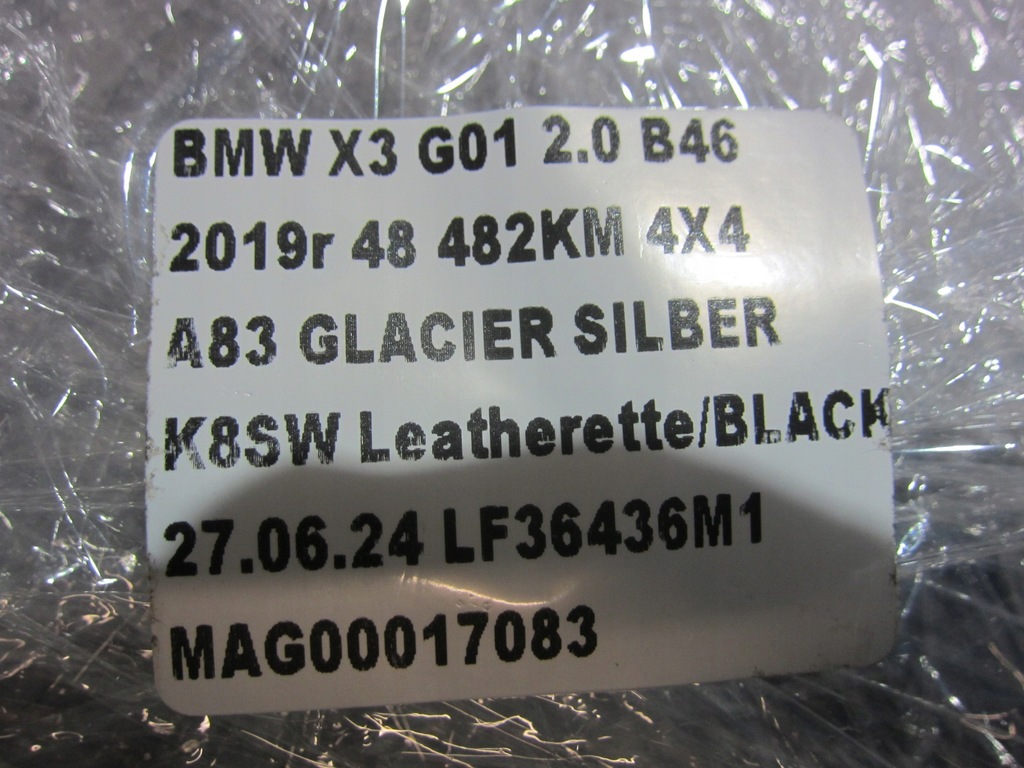 BMW X3 G01 2.0 B46
2019r 48 482KM 4X4
A83 GLACIER SILBER
K8SW Leatherette/BLACK
27.06.24 LF36436M1
MAG00017083